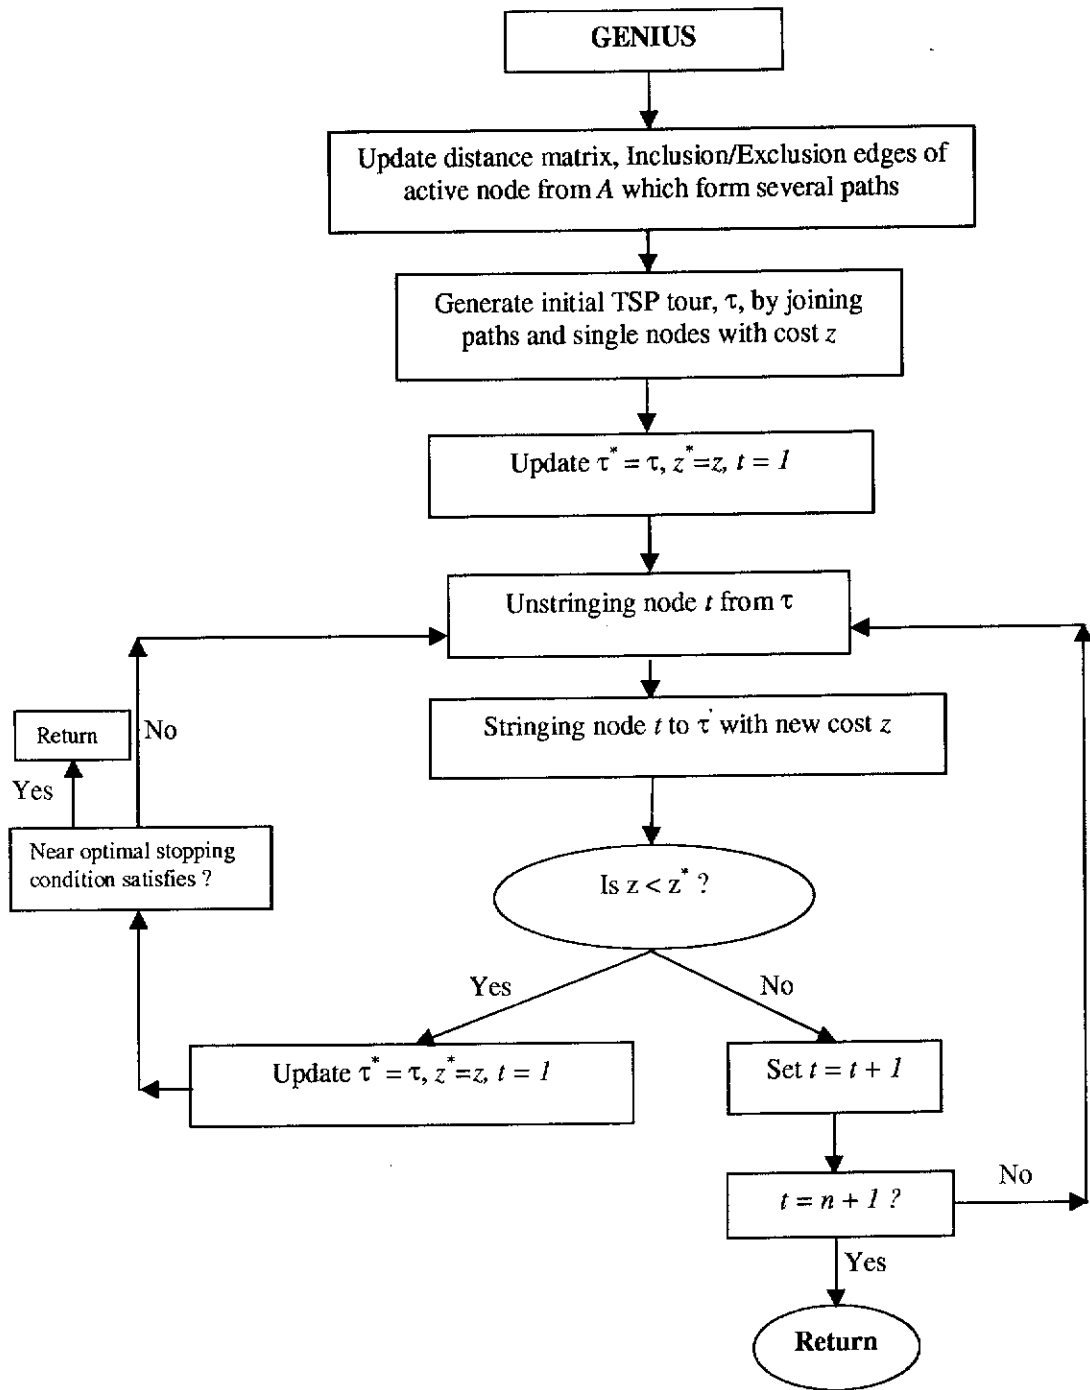 GENIUS
Update distance matrix, Inclusion/Exclusion edges of
active node from A which form several paths
Generate initial TSP tour, τ, by joining
paths and single nodes with cost z
Update τ* = τ, z*=z, t = 1
Unstringing node t from τ
Stringing node t to τ' with new cost z
Return
No
Yes
Near optimal stopping
condition satisfies ?
Is z < z* ?
Yes
No
Update τ* = τ, z*=z, t = 1
Set t = t + 1
t = n + 1 ?
No
Yes
Return